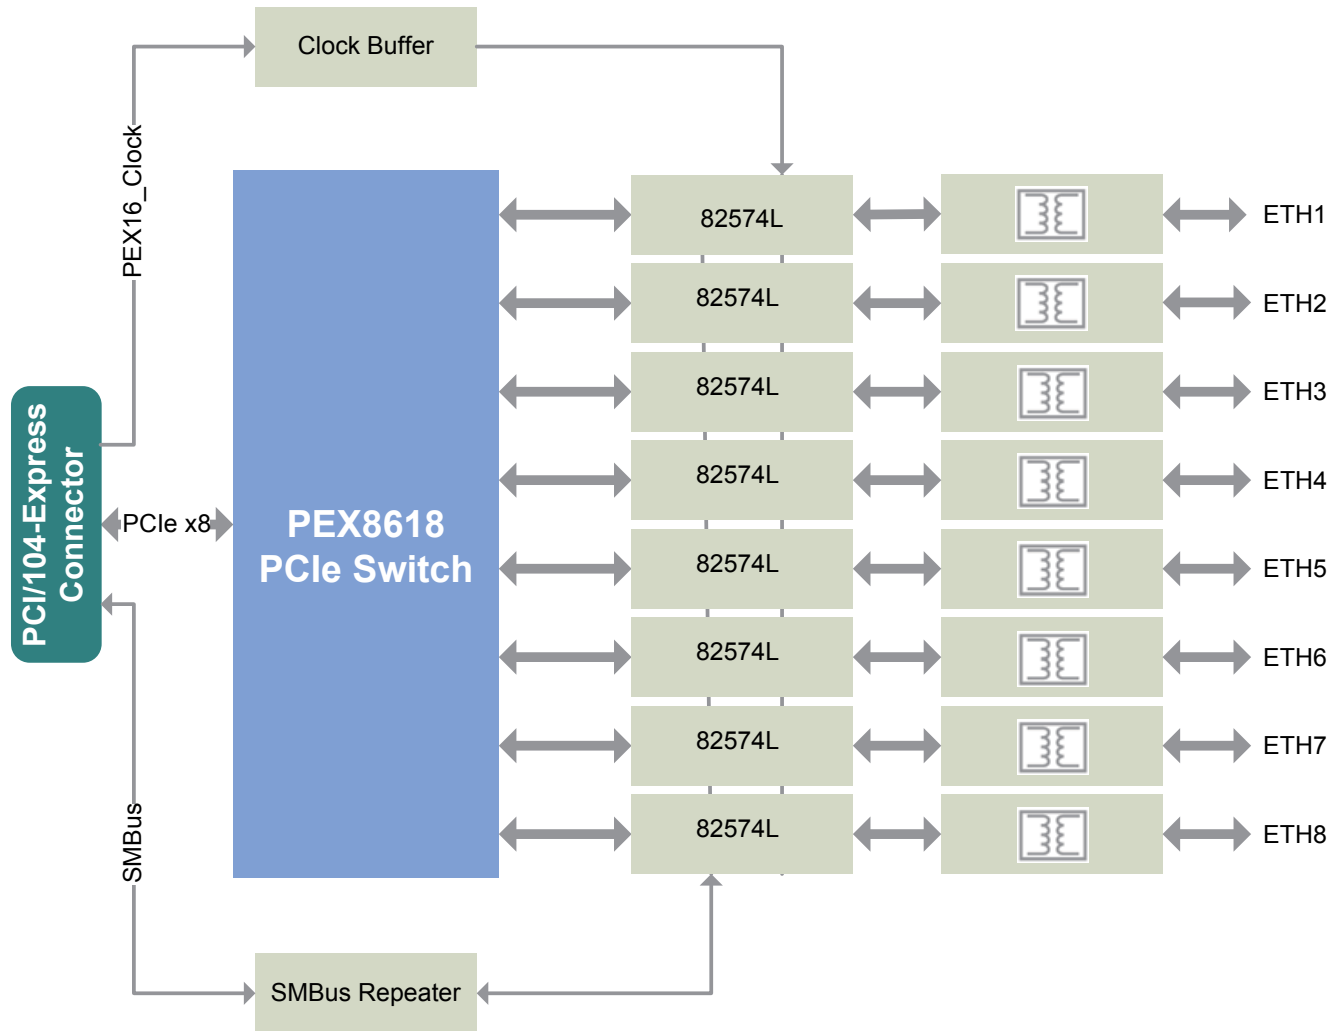 Clock Buffer
PEX16_Clock
82574L
ETH1
82574L
ETH2
82574L
ETH3
PCI/104-Express
Connector
82574L
ETH4
PCIe x8
PEX8618
PCIe Switch
82574L
ETH5
82574L
ETH6
82574L
ETH7
SMBus
82574L
ETH8
SMBus Repeater